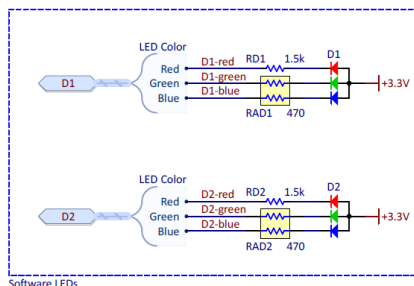 LED Color
D1-red
RD1
1.5k
D1
Red
D1
D1-green
Green
D1-blue
Blue
+3.3V
RAD1
470
LED Color
D2-red
RD2
1.5k
D2
Red
D2
D2-green
Green
D2-blue
Blue
+3.3V
RAD2
470
Software LEDs